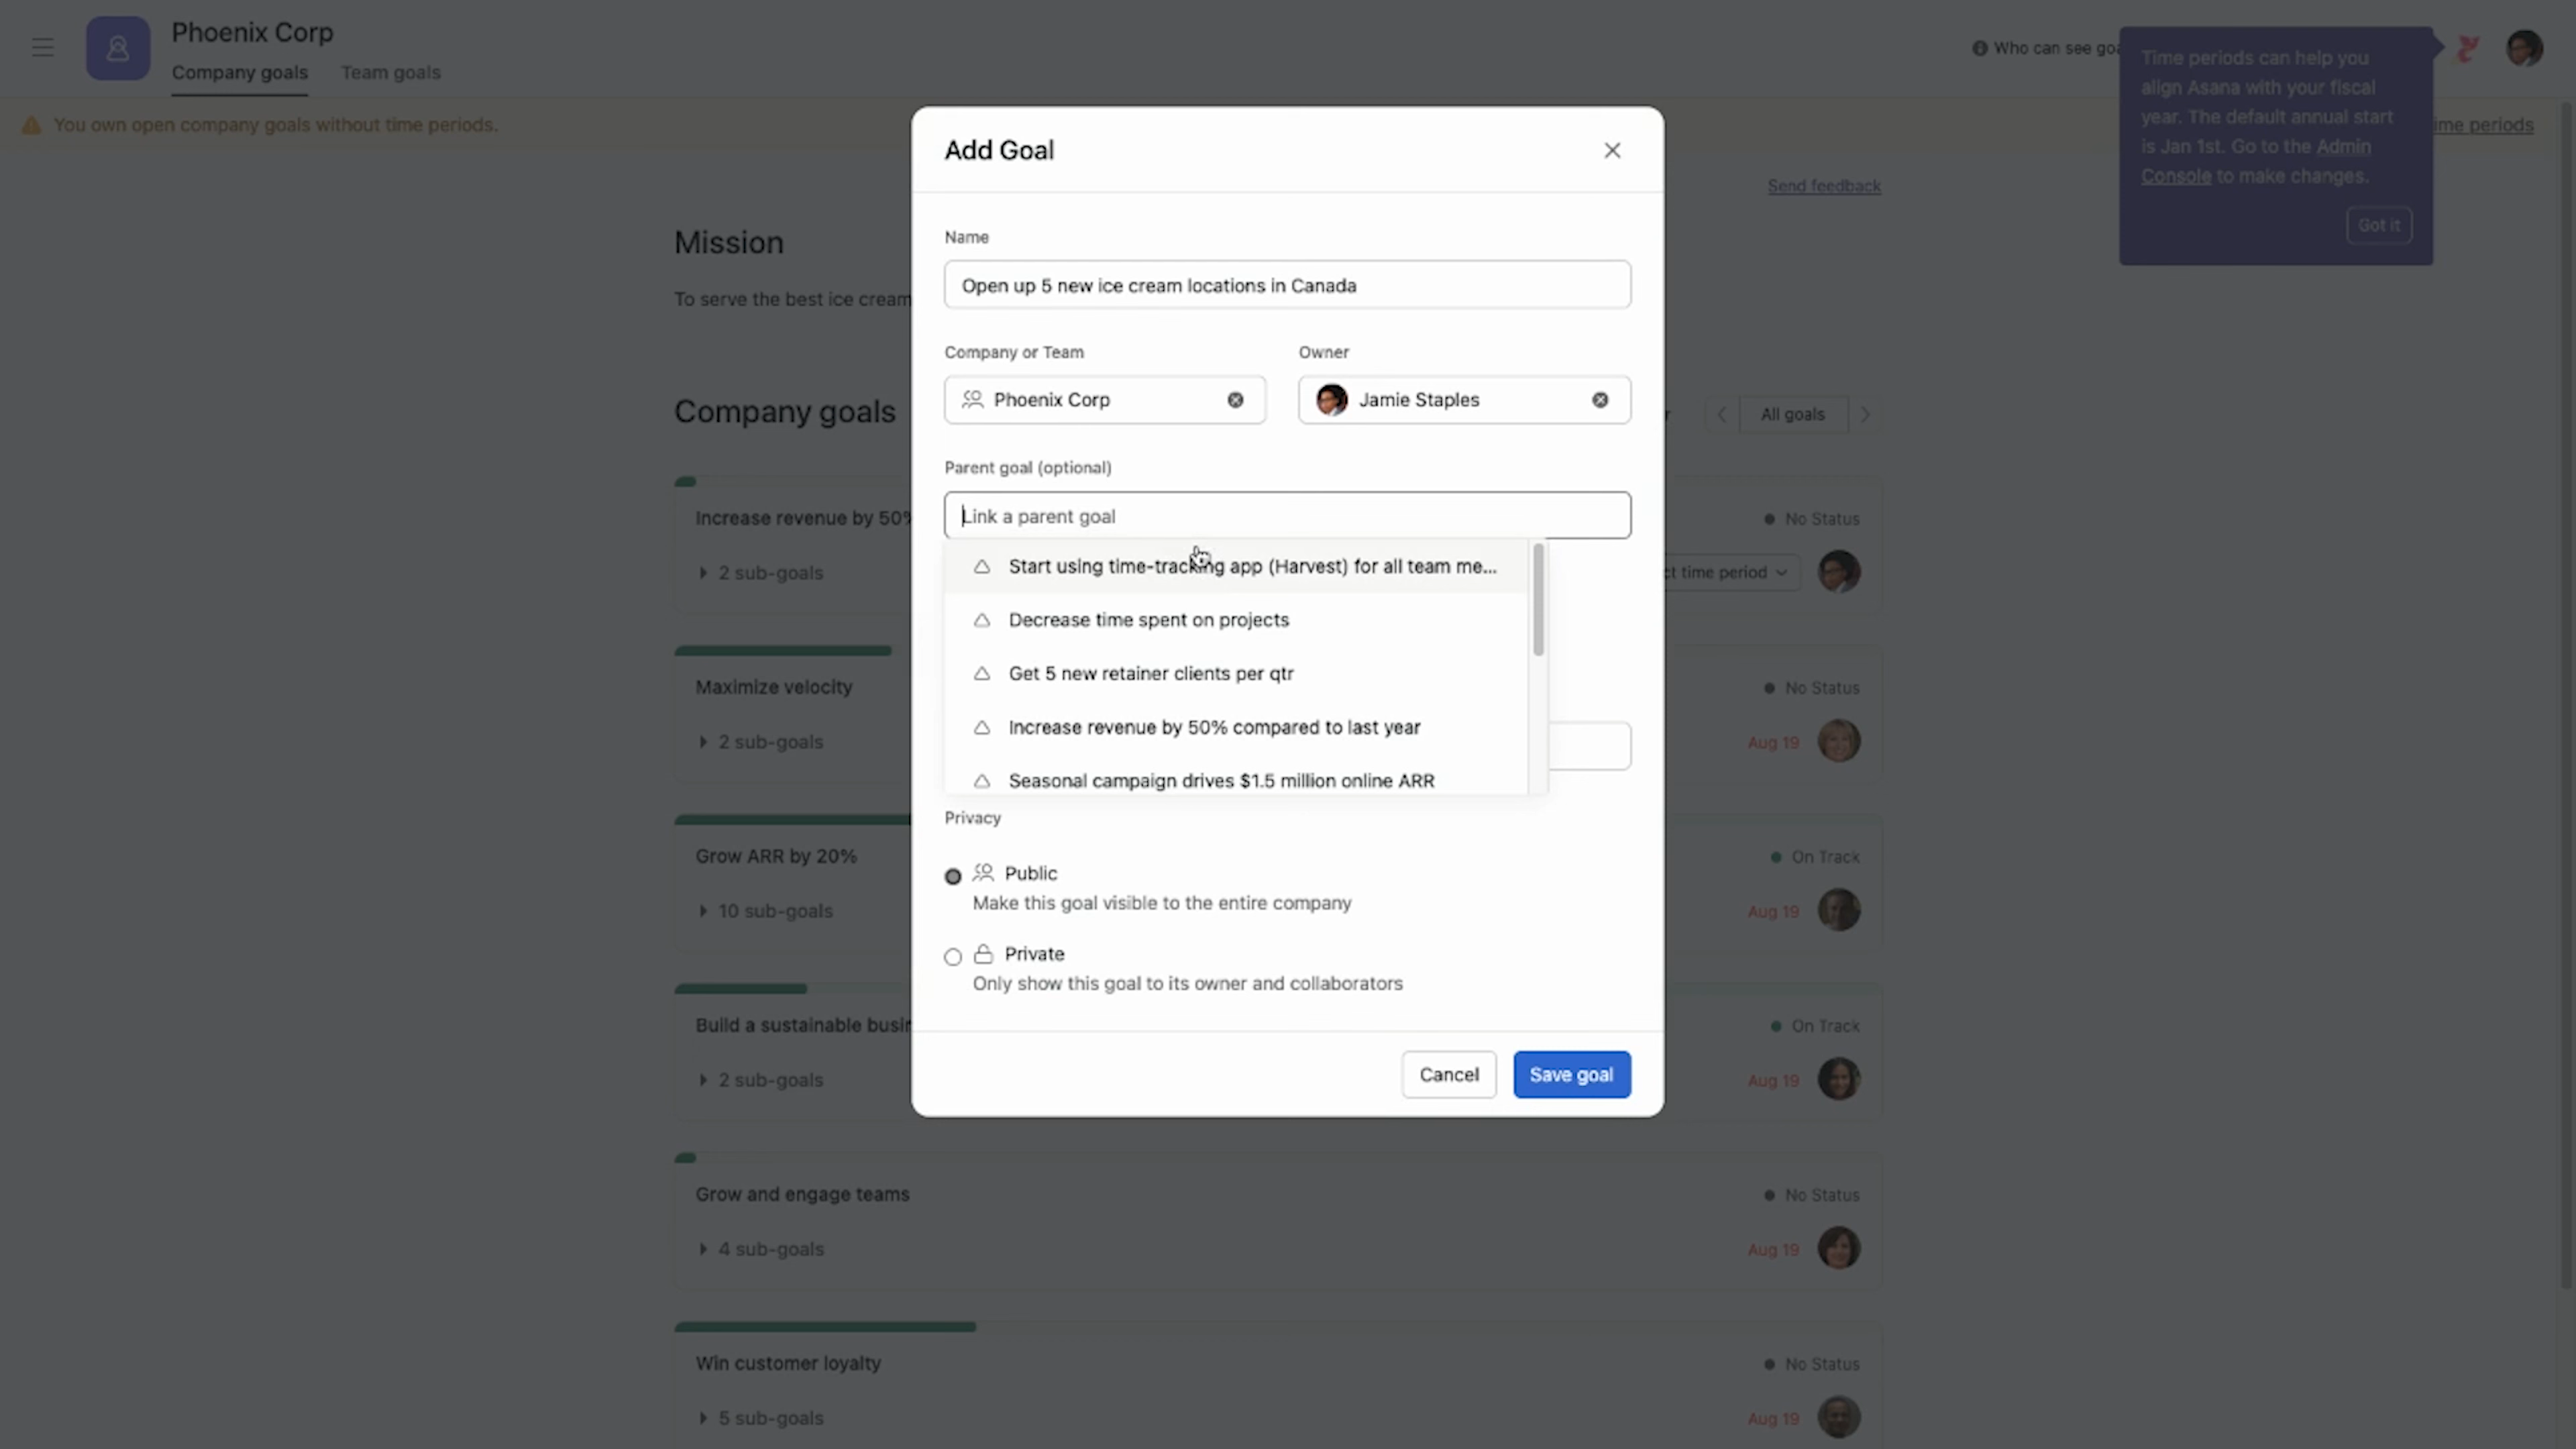 Phoenix Corp
Company goals
Team goals
Who can see goa
You own open company goals without time periods.
ime periods
Time periods can help you
align Asana with your fiscal
year. The default annual start
is Jan 1st. Go to the Admin
Console to make changes.
Got it
Send feedback
Mission
To serve the best ice cream
Company goals
All goals
Increase revenue by 50%
No Status
2 sub-goals
ct time period
Maximize velocity
No Status
2 sub-goals
Aug 19
Grow ARR by 20%
On Track
10 sub-goals
Aug 19
Build a sustainable busin
On Track
2 sub-goals
Aug 19
Grow and engage teams
No Status
4 sub-goals
Aug 19
Win customer loyalty
No Status
5 sub-goals
Aug 19
Add Goal
Name
Open up 5 new ice cream locations in Canada
Company or Team
Owner
Phoenix Corp
Jamie Staples
Parent goal (optional)
Link a parent goal
Start using time-tracking app (Harvest) for all team me...
Decrease time spent on projects
Get 5 new retainer clients per qtr
Increase revenue by 50% compared to last year
Seasonal campaign drives $1.5 million online ARR
Privacy
Public
Make this goal visible to the entire company
Private
Only show this goal to its owner and collaborators
Cancel
Save goal